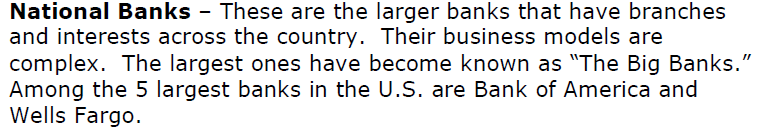 National Banks – These are the larger banks that have branches
and interests across the country.  Their business models are
complex.  The largest ones have become known as “The Big Banks.”
Among the 5 largest banks in the U.S. are Bank of America and
Wells Fargo.